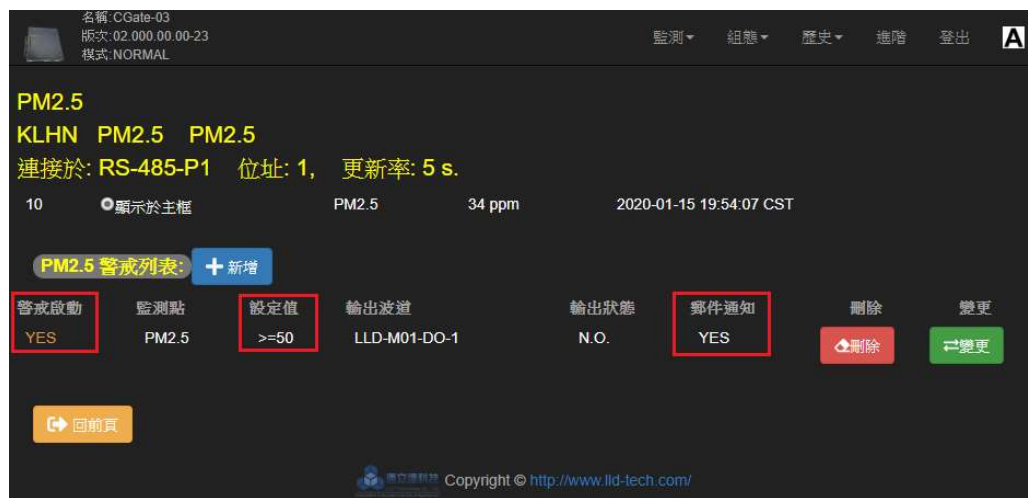 名稱:CGate-03
版次:02.000.00.00-23
模式:NORMAL
監測 組態 歷史 進階 登出 A
PM2.5
KLHN PM2.5 PM2.5
連接於: RS-485-P1 位址: 1, 更新率: 5 s.
10 顯示於主框 PM2.5 34 ppm 2020-01-15 19:54:07 CST
PM2.5 警戒列表: 新增
警戒啟動 監測點 設定值 輸出波道 輸出狀態 郵件通知 刪除 變更
YES PM2.5 >=50 LLD-M01-DO-1 N.O. YES 刪除 變更
回前頁
Copyright © http://www.lld-tech.com/